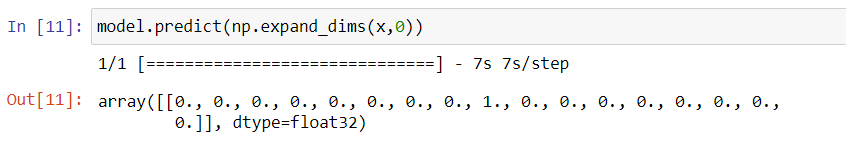 In [11]: model.predict(np.expand_dims(x,0))
1/1 [==============================] - 7s 7s/step
Out[11]: array([[0., 0., 0., 0., 0., 0., 0., 0., 1., 0., 0., 0., 0., 0., 0., 0.,
0.]], dtype=float32)